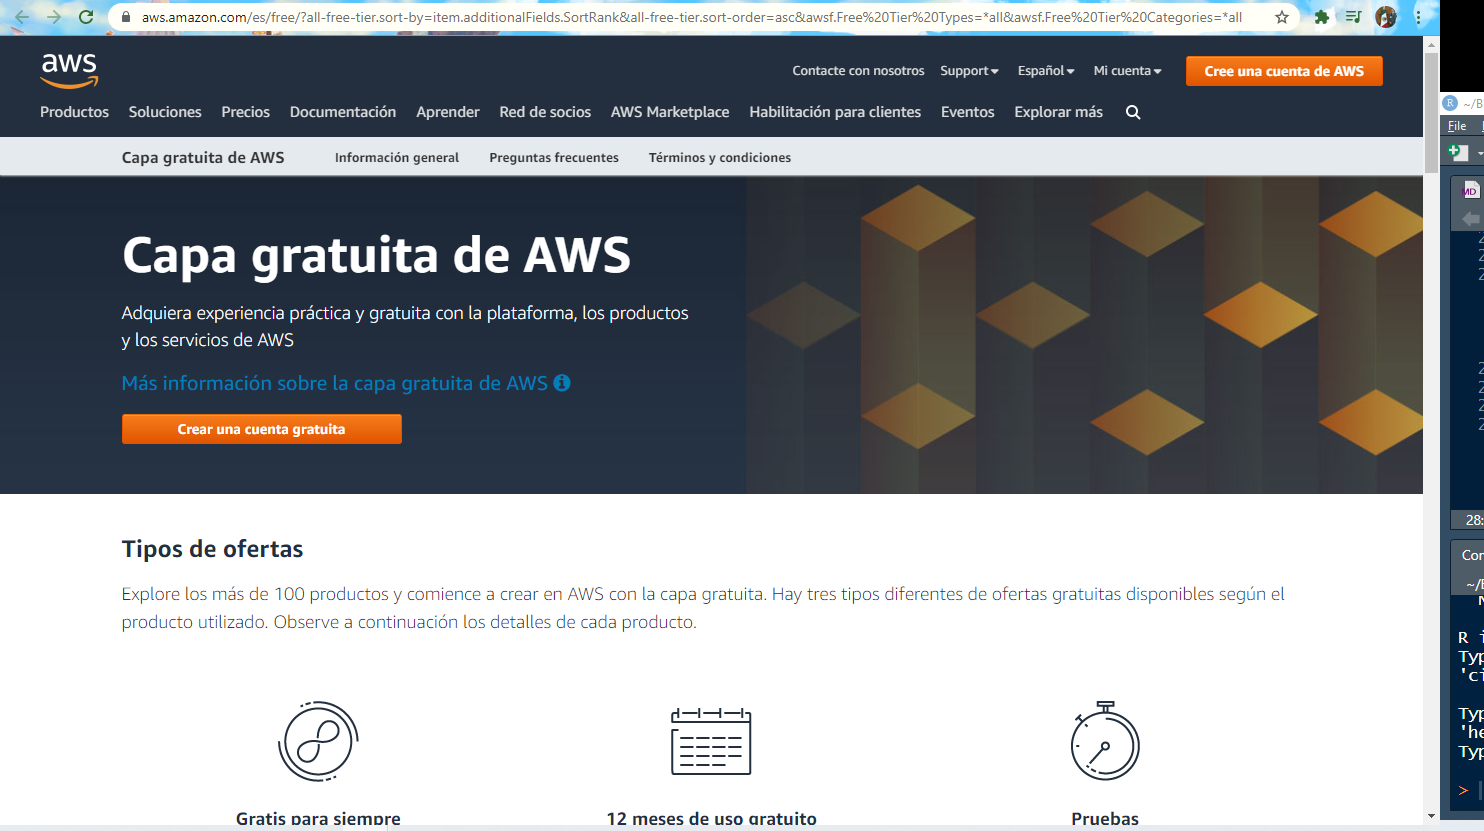 aws.amazon.com/es/free/?all-free-tier.sort-by=item.additionalFields.SortRank&all-free-tier.sort-order=asc&awsf.Free%20Tier%20Types=*all&awsf.Free%20Tier%20Categories=*all
aws
Contacte con nosotros Support Español Mi cuenta Cree una cuenta de AWS
Productos Soluciones Precios Documentación Aprender Red de socios AWS Marketplace Habilitación para clientes Eventos Explorar más
Capa gratuita de AWS Información general Preguntas frecuentes Términos y condiciones
Capa gratuita de AWS
Adquiera experiencia práctica y gratuita con la plataforma, los productos
y los servicios de AWS
Más información sobre la capa gratuita de AWS
Crear una cuenta gratuita
Tipos de ofertas
Explore los más de 100 productos y comience a crear en AWS con la capa gratuita. Hay tres tipos diferentes de ofertas gratuitas disponibles según el
producto utilizado. Observe a continuación los detalles de cada producto.
Gratis para siempre
12 meses de uso gratuito
Pruebas
R
File
MD
28:
R
>